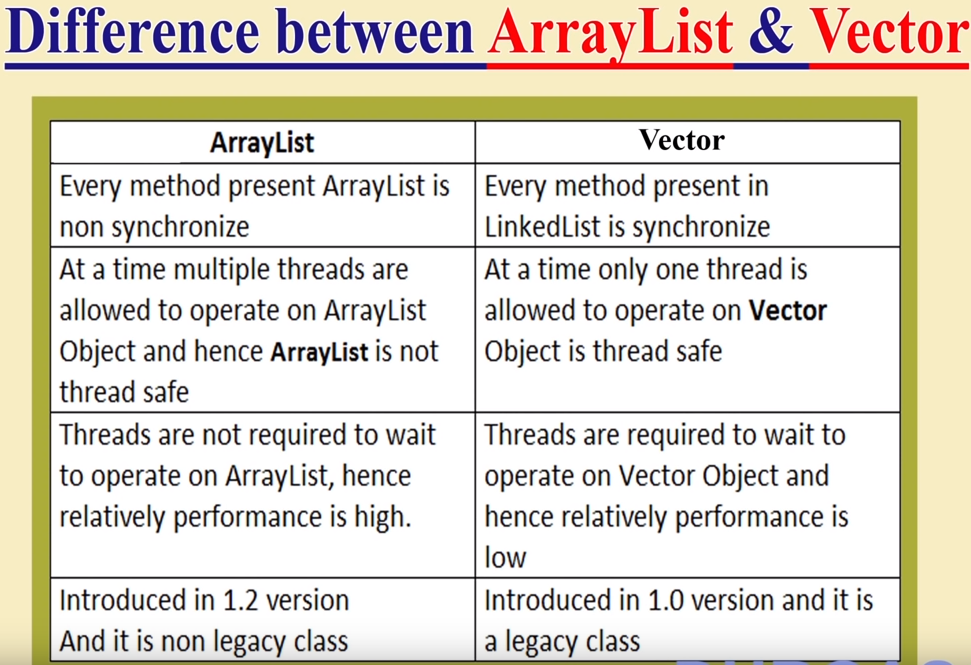 Difference between ArrayList & Vector
ArrayList
Vector
Every method present ArrayList is
non synchronize
Every method present in
LinkedList is synchronize
At a time multiple threads are
allowed to operate on ArrayList
Object and hence ArrayList is not
thread safe
At a time only one thread is
allowed to operate on Vector
Object is thread safe
Threads are not required to wait
to operate on ArrayList, hence
relatively performance is high.
Threads are required to wait to
operate on Vector Object and
hence relatively performance is
low
Introduced in 1.2 version
And it is non legacy class
Introduced in 1.0 version and it is
a legacy class